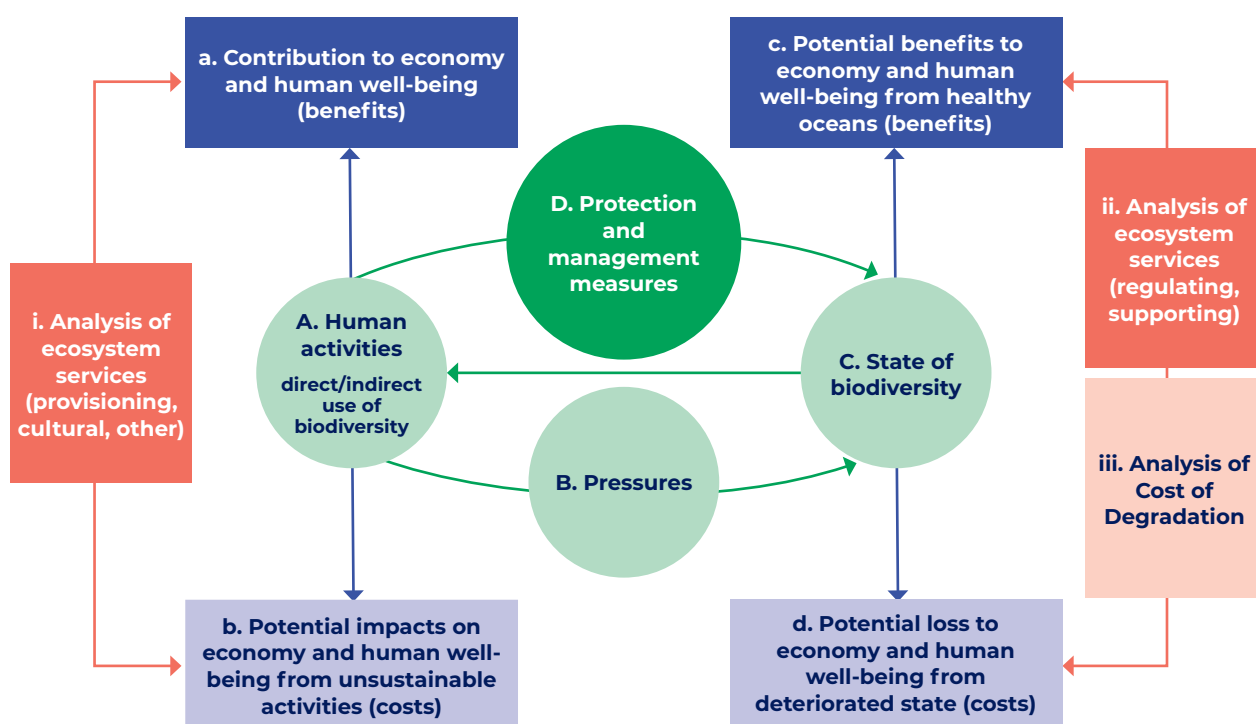 a. Contribution to economy
and human well-being
(benefits)
c. Potential benefits to
economy and human
well-being from healthy
oceans (benefits)
D. Protection
and
management
measures
i. Analysis of
ecosystem
services
(provisioning,
cultural, other)
A. Human
activities
direct/indirect
use of
biodiversity
C. State of
biodiversity
ii. Analysis of
ecosystem
services
(regulating,
supporting)
B. Pressures
iii. Analysis of
Cost of
Degradation
b. Potential impacts on
economy and human well-
being from unsustainable
activities (costs)
d. Potential loss to
economy and human
well-being from
deteriorated state (costs)